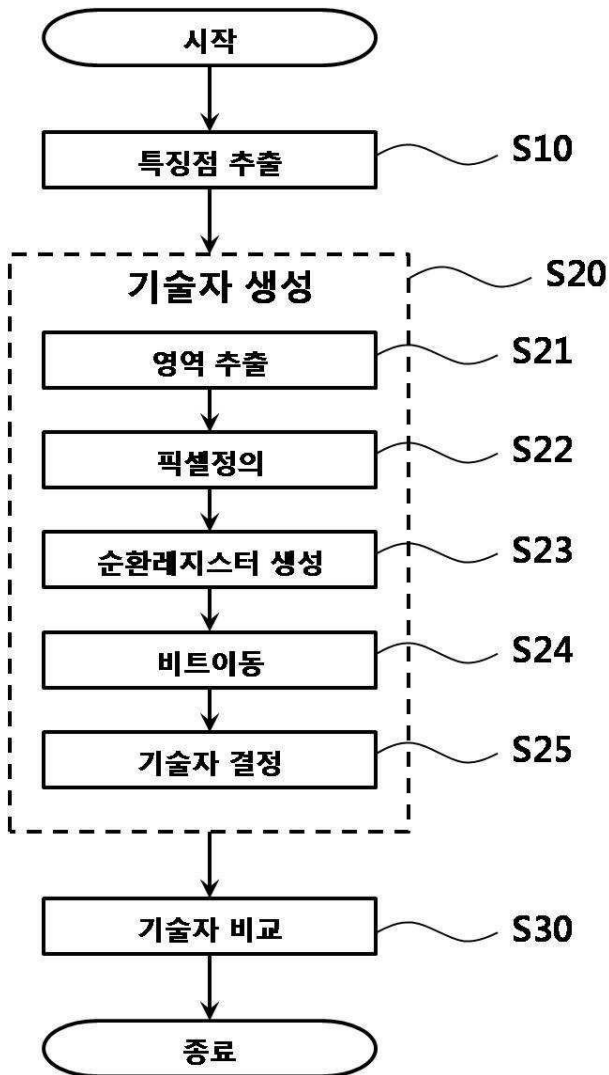 시작
특징점 추출
S10
기술자 생성
S20
영역 추출
S21
픽셀정의
S22
순환레지스터 생성
S23
비트이동
S24
기술자 결정
S25
기술자 비교
S30
종료